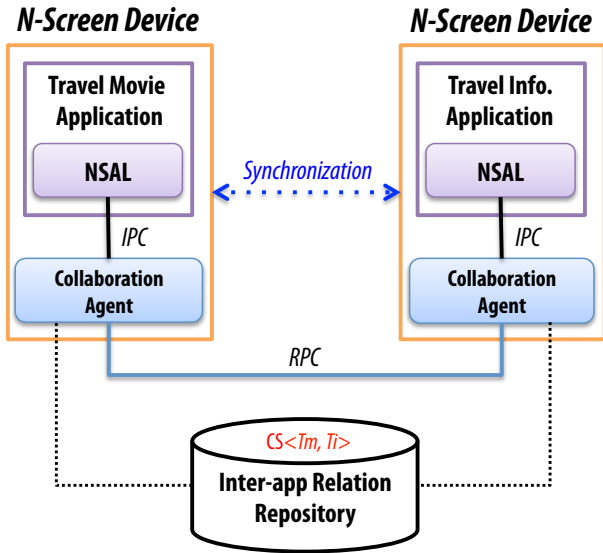 N-Screen Device
N-Screen Device
Travel Movie
Application
NSAL
Travel Info.
Application
NSAL
Synchronization
IPC
IPC
Collaboration
Agent
Collaboration
Agent
RPC
CS<Tm, Ti>
Inter-app Relation
Repository